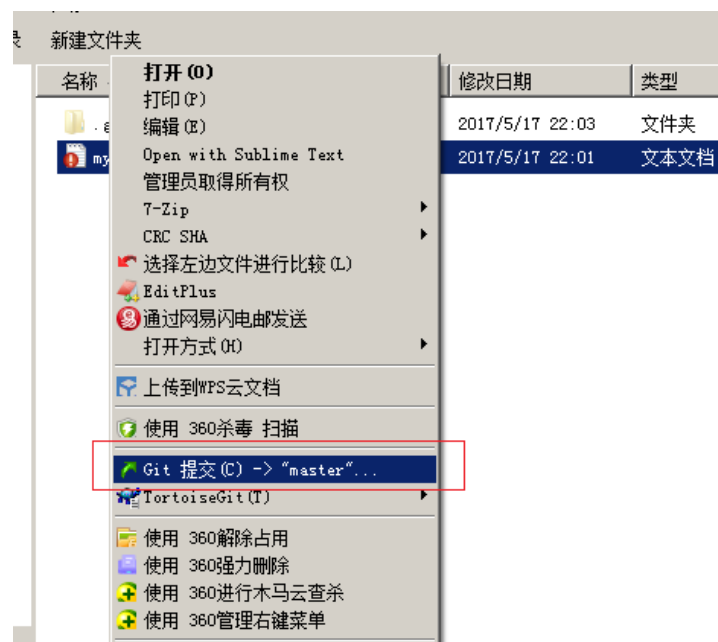 新建文件夹
名称
修改日期
类型
2017/5/17 22:03
文件夹
my
2017/5/17 22:01
文本文档
打开(O)
打印(P)
编辑(E)
Open with Sublime Text
管理员取得所有权
7-Zip
CRC SHA
选择左边文件进行比较(L)
EditPlus
通过网易闪电邮发送
打开方式(H)
上传到WPS云文档
使用 360杀毒 扫描
Git 提交(C) -> "master"...
TortoiseGit(T)
使用 360解除占用
使用 360强力删除
使用 360进行木马云查杀
使用 360管理右键菜单